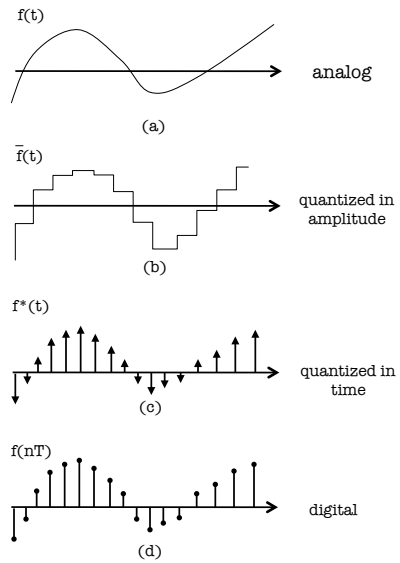 f(t)
analog
(a)
f̅(t)
quantized in
amplitude
(b)
f*(t)
quantized in
time
(c)
f(nT)
digital
(d)